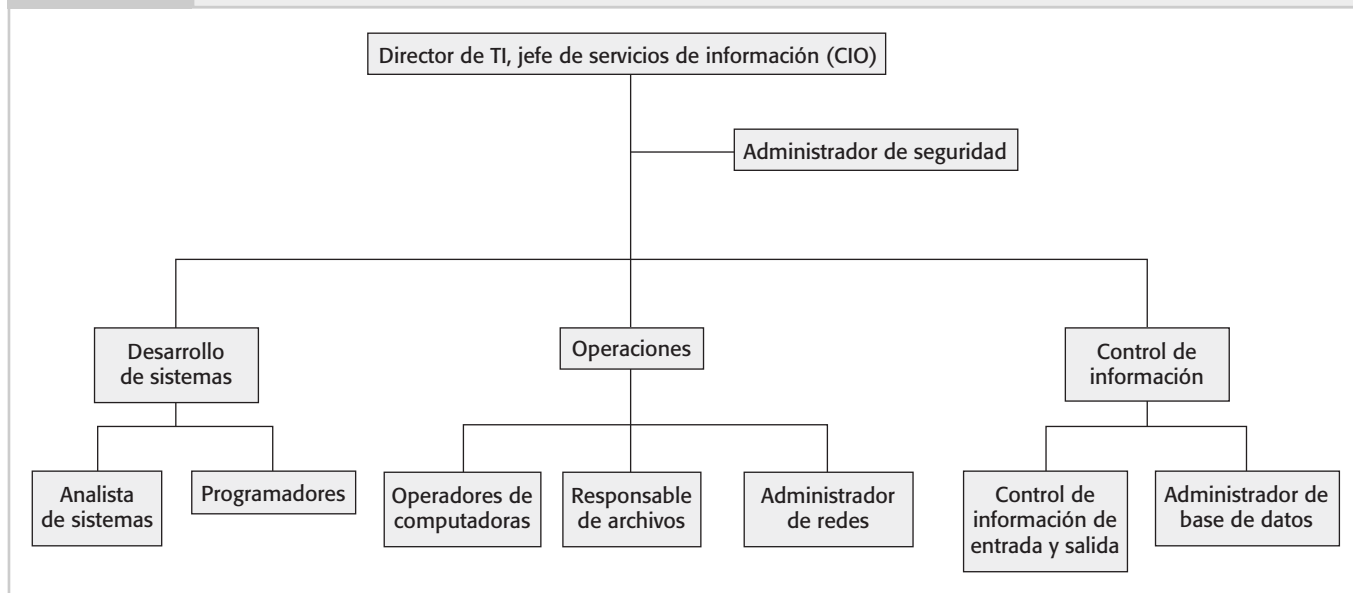 Director de TI, jefe de servicios de información (CIO)
Administrador de seguridad
Desarrollo
de sistemas
Operaciones
Control de
información
Analista
de sistemas
Programadores
Operadores de
computadoras
Responsable
de archivos
Administrador
de redes
Control de
información de
entrada y salida
Administrador de
base de datos